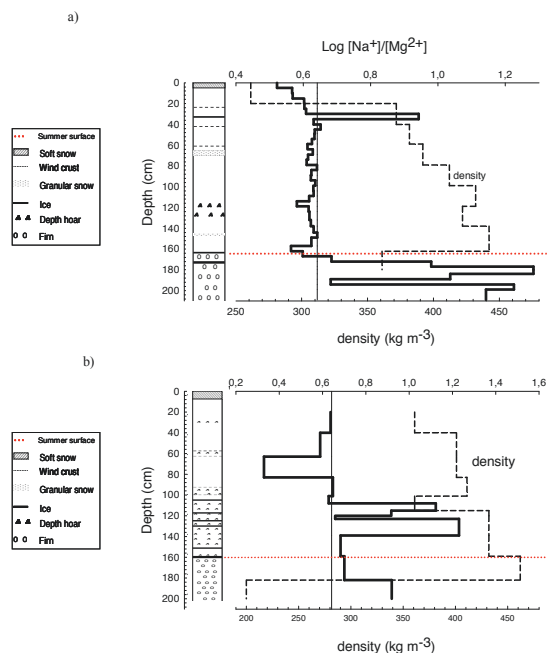 a)
Log [Na+]/[Mg2+]
0,4 0,6 0,8 1,0 1,2
0
20
40
60
80
100
120
140
160
180
200
Depth (cm)
density
Summer surface
Soft snow
Wind crust
Granular snow
Ice
Depth hoar
Firn
250 300 350 400 450
density (kg m-3)
b)
0,2 0,4 0,6 0,8 1,0 1,2 1,4 1,6
0
20
40
60
80
100
120
140
160
180
200
Depth (cm)
density
Summer surface
Soft snow
Wind crust
Granular snow
Ice
Depth hoar
Firn
200 250 300 350 400 450
density (kg m-3)